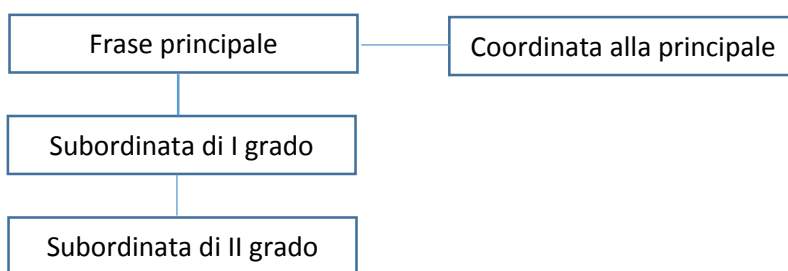 Frase principale
Coordinata alla principale
Subordinata di I grado
Subordinata di II grado